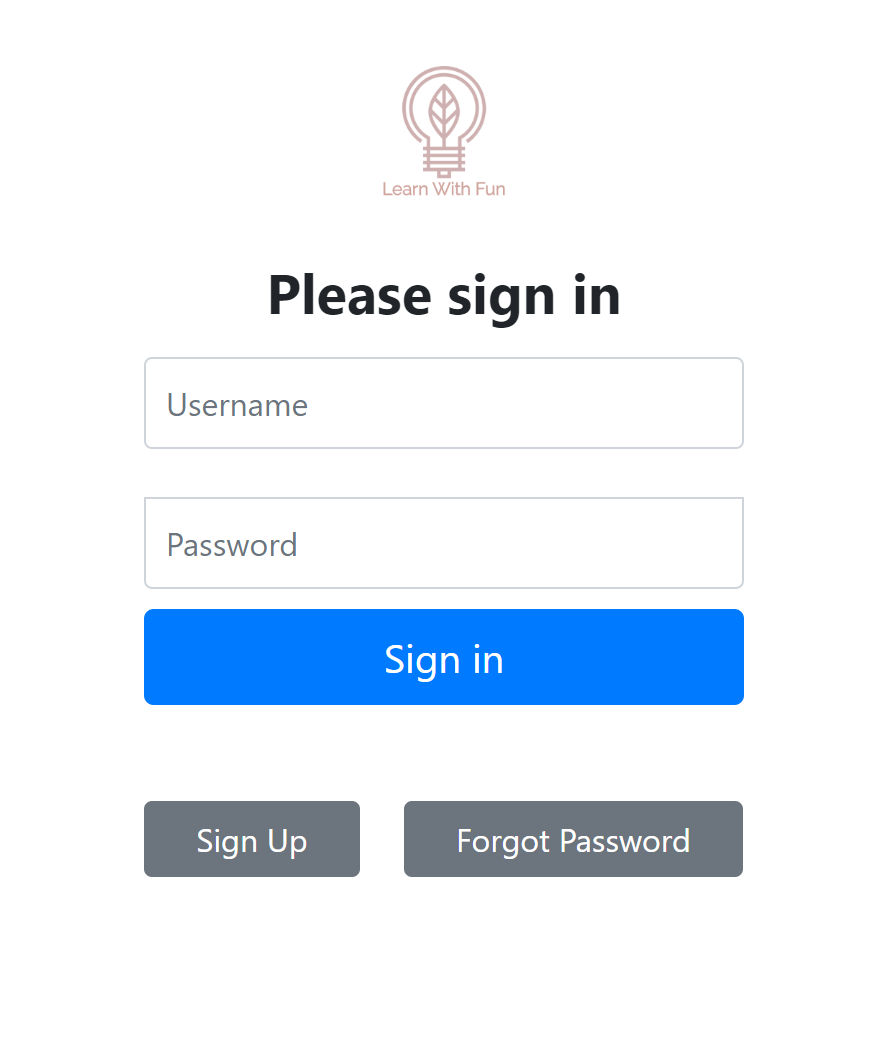 Learn With Fun
Please sign in
Username
Password
Sign in
Sign Up
Forgot Password